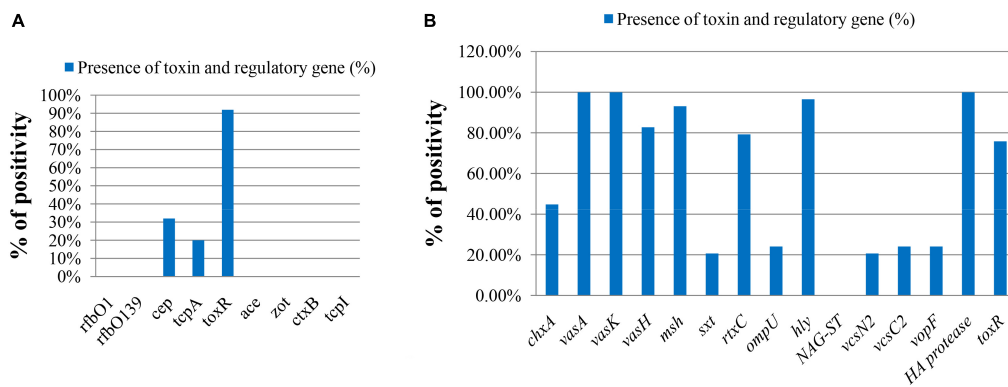 A
Presence of toxin and regulatory gene (%)
% of positivity
100%
90%
80%
70%
60%
50%
40%
30%
20%
10%
0%
rfbO1
rfbO139
cep
tcpA
toxR
ace
zot
ctxB
tcpI
B
Presence of toxin and regulatory gene (%)
% of positivity
120.00%
100.00%
80.00%
60.00%
40.00%
20.00%
0.00%
chxA
vasA
vasK
vasH
msh
sxt
rtxC
ompU
hly
NAG-ST
vcsN2
vcsC2
vopF
HA protease
toxR